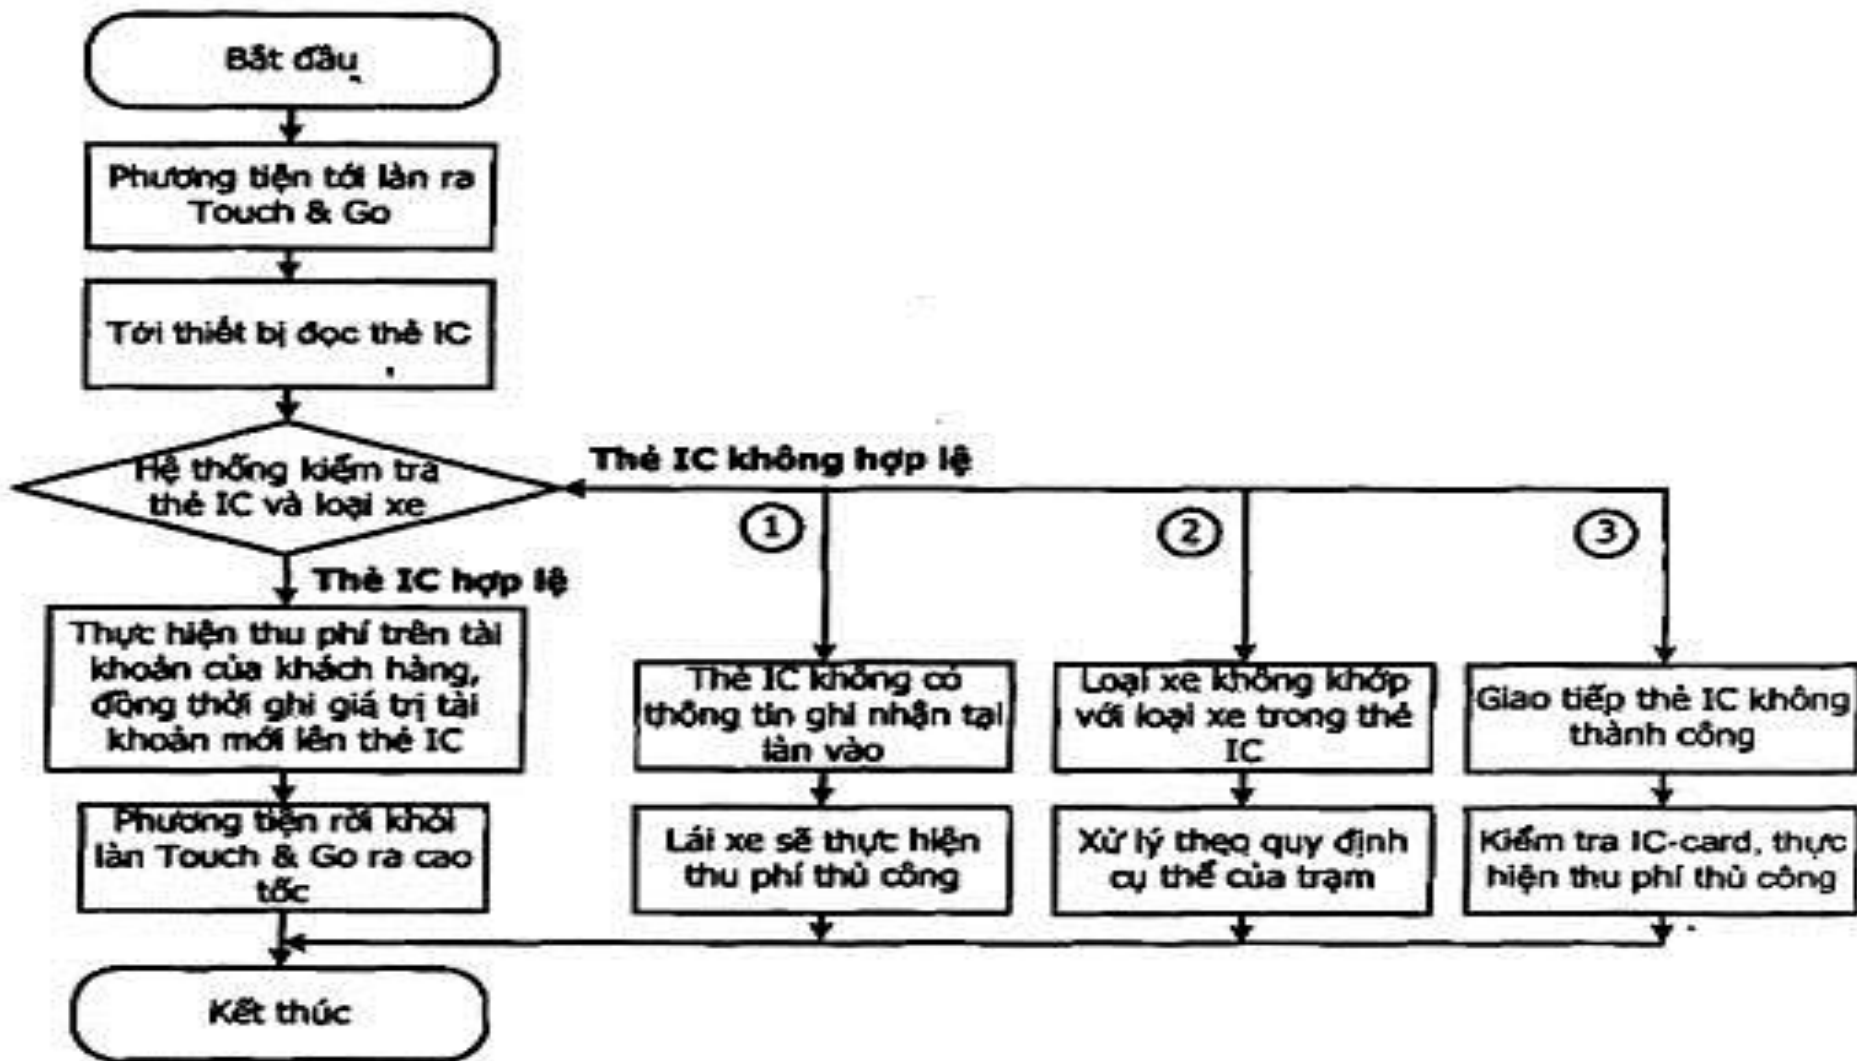 Bắt đầu
Phương tiện tới làn ra
Touch & Go
Tới thiết bị đọc thẻ IC
Hệ thống kiểm tra
thẻ IC và loại xe
Thẻ IC không hợp lệ
1
2
3
Thẻ IC hợp lệ
Thực hiện thu phí trên tài
khoản của khách hàng,
đồng thời ghi giá trị tài
khoản mới lên thẻ IC
Thẻ IC không có
thông tin ghi nhận tại
làn vào
Loại xe không khớp
với loại xe trong thẻ
IC
Giao tiếp thẻ IC không
thành công
Phương tiện rời khỏi
làn Touch & Go ra cao
tốc
Lái xe sẽ thực hiện
thu phí thủ công
Xử lý theo quy định
cụ thể của trạm
Kiểm tra IC-card, thực
hiện thu phí thủ công
Kết thúc